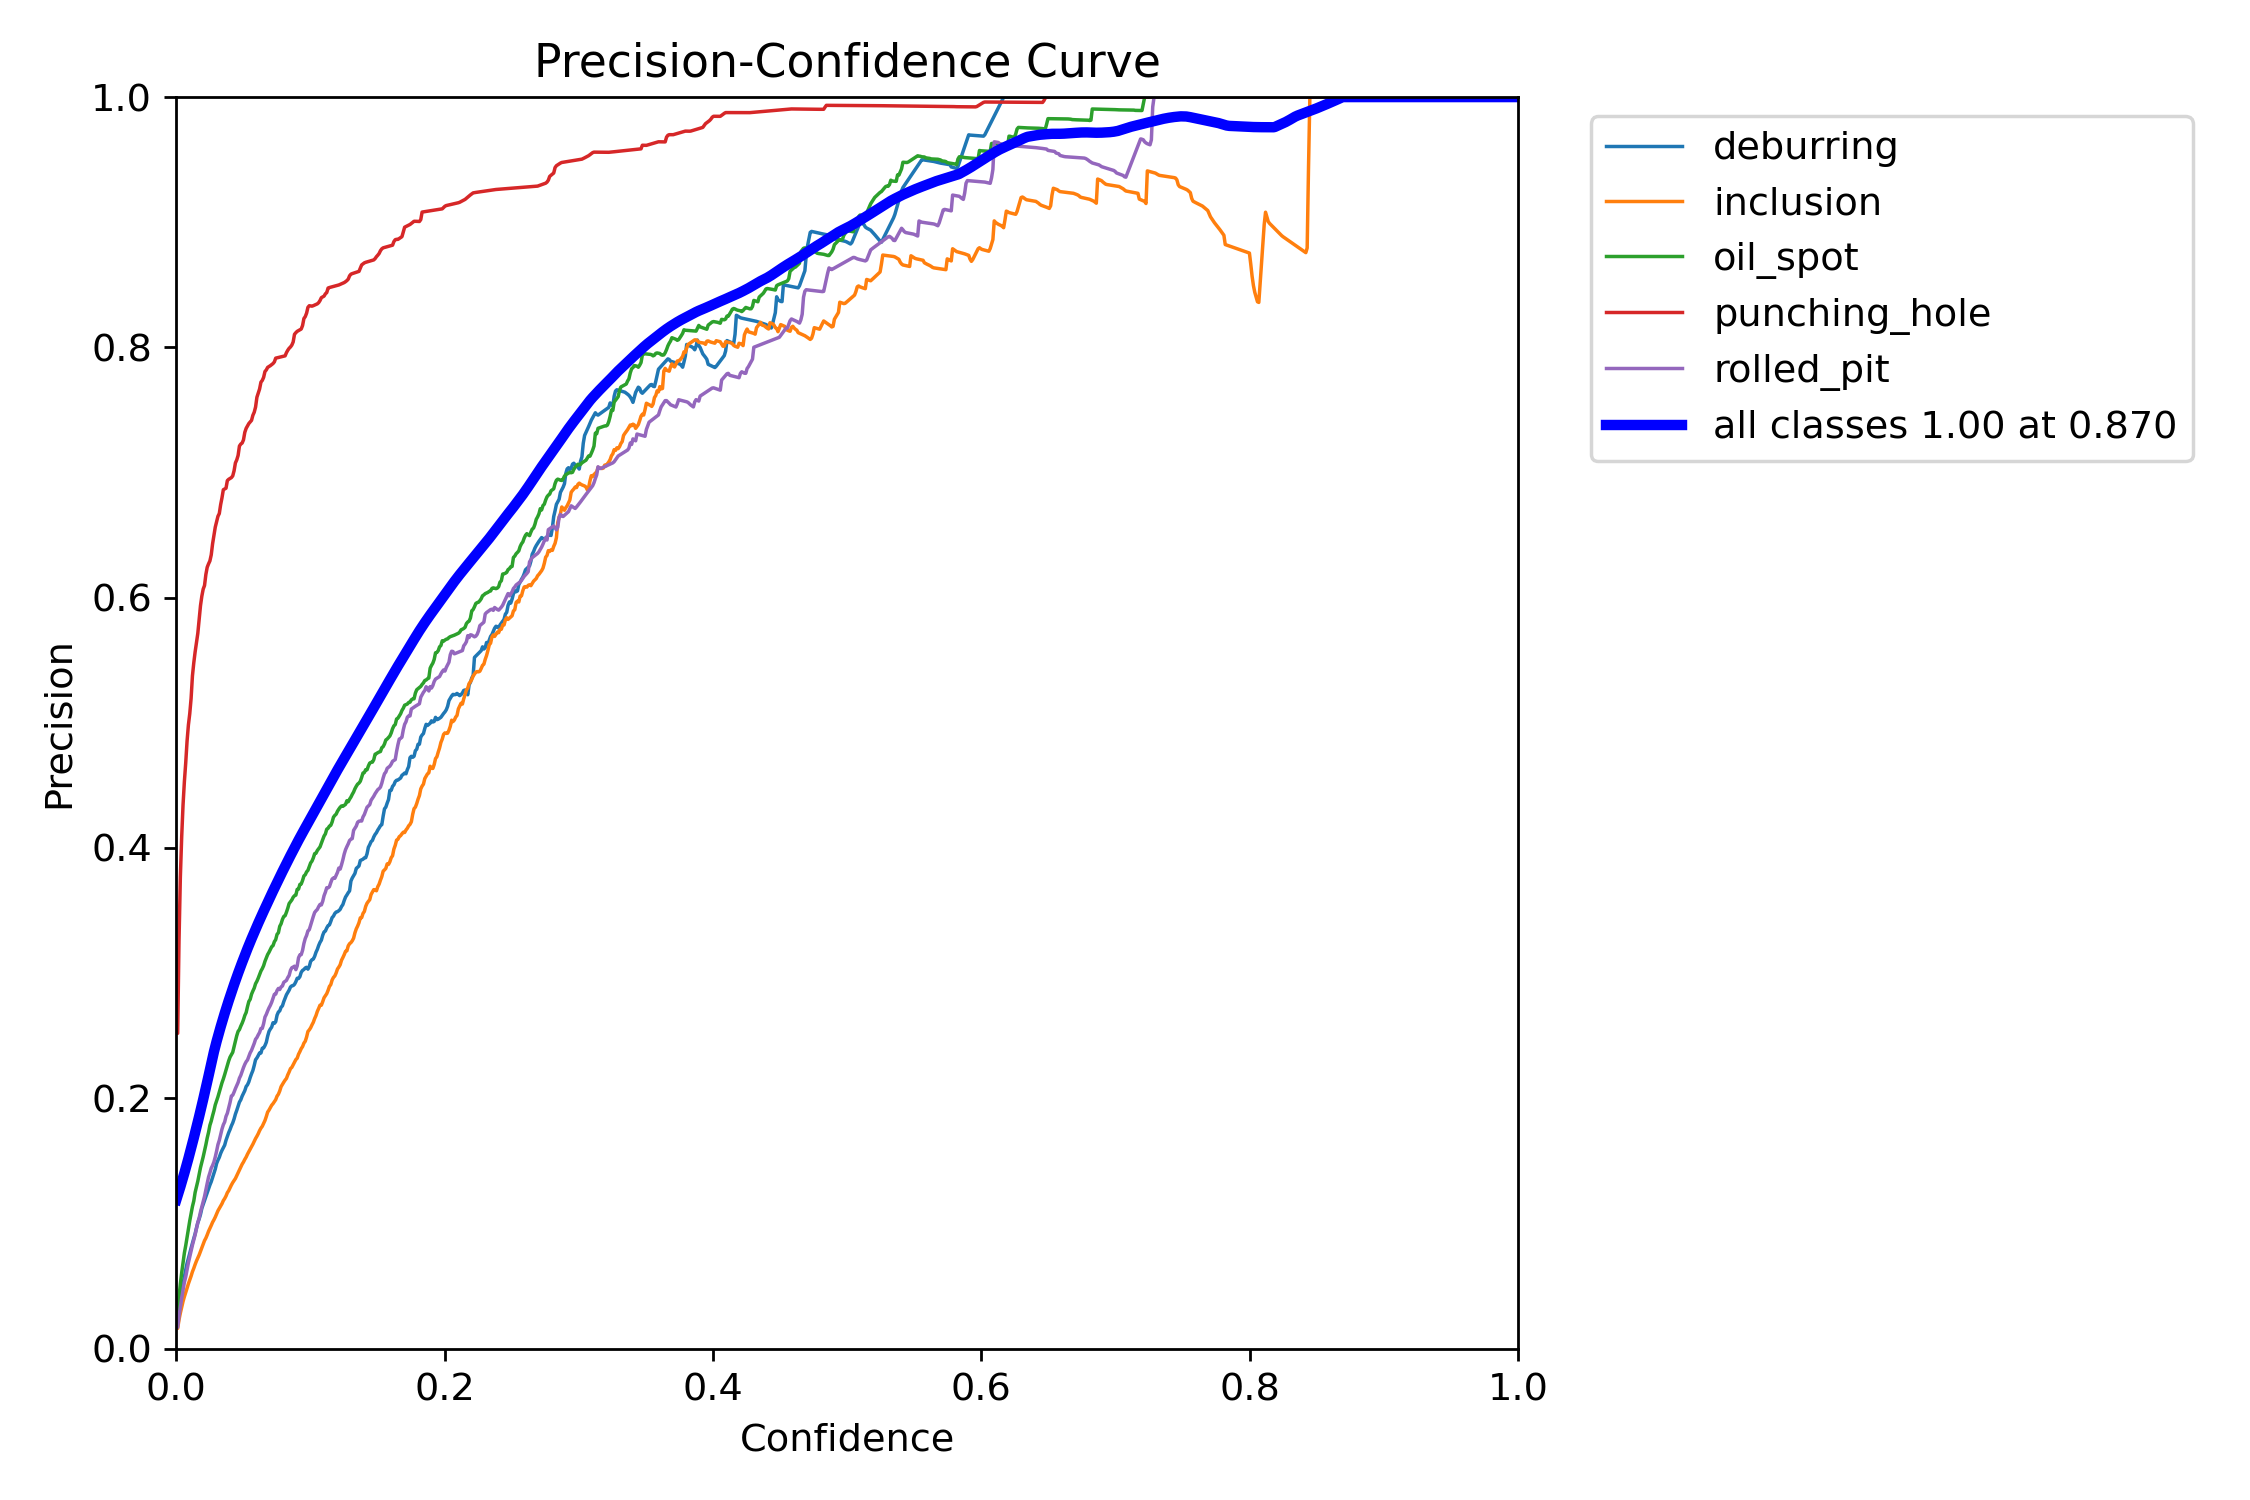 Precision-Confidence Curve
1.0
0.8
0.6
0.4
0.2
0.0
Precision
0.0 0.2 0.4 0.6 0.8 1.0
Confidence
deburring
inclusion
oil_spot
punching_hole
rolled_pit
all classes 1.00 at 0.870